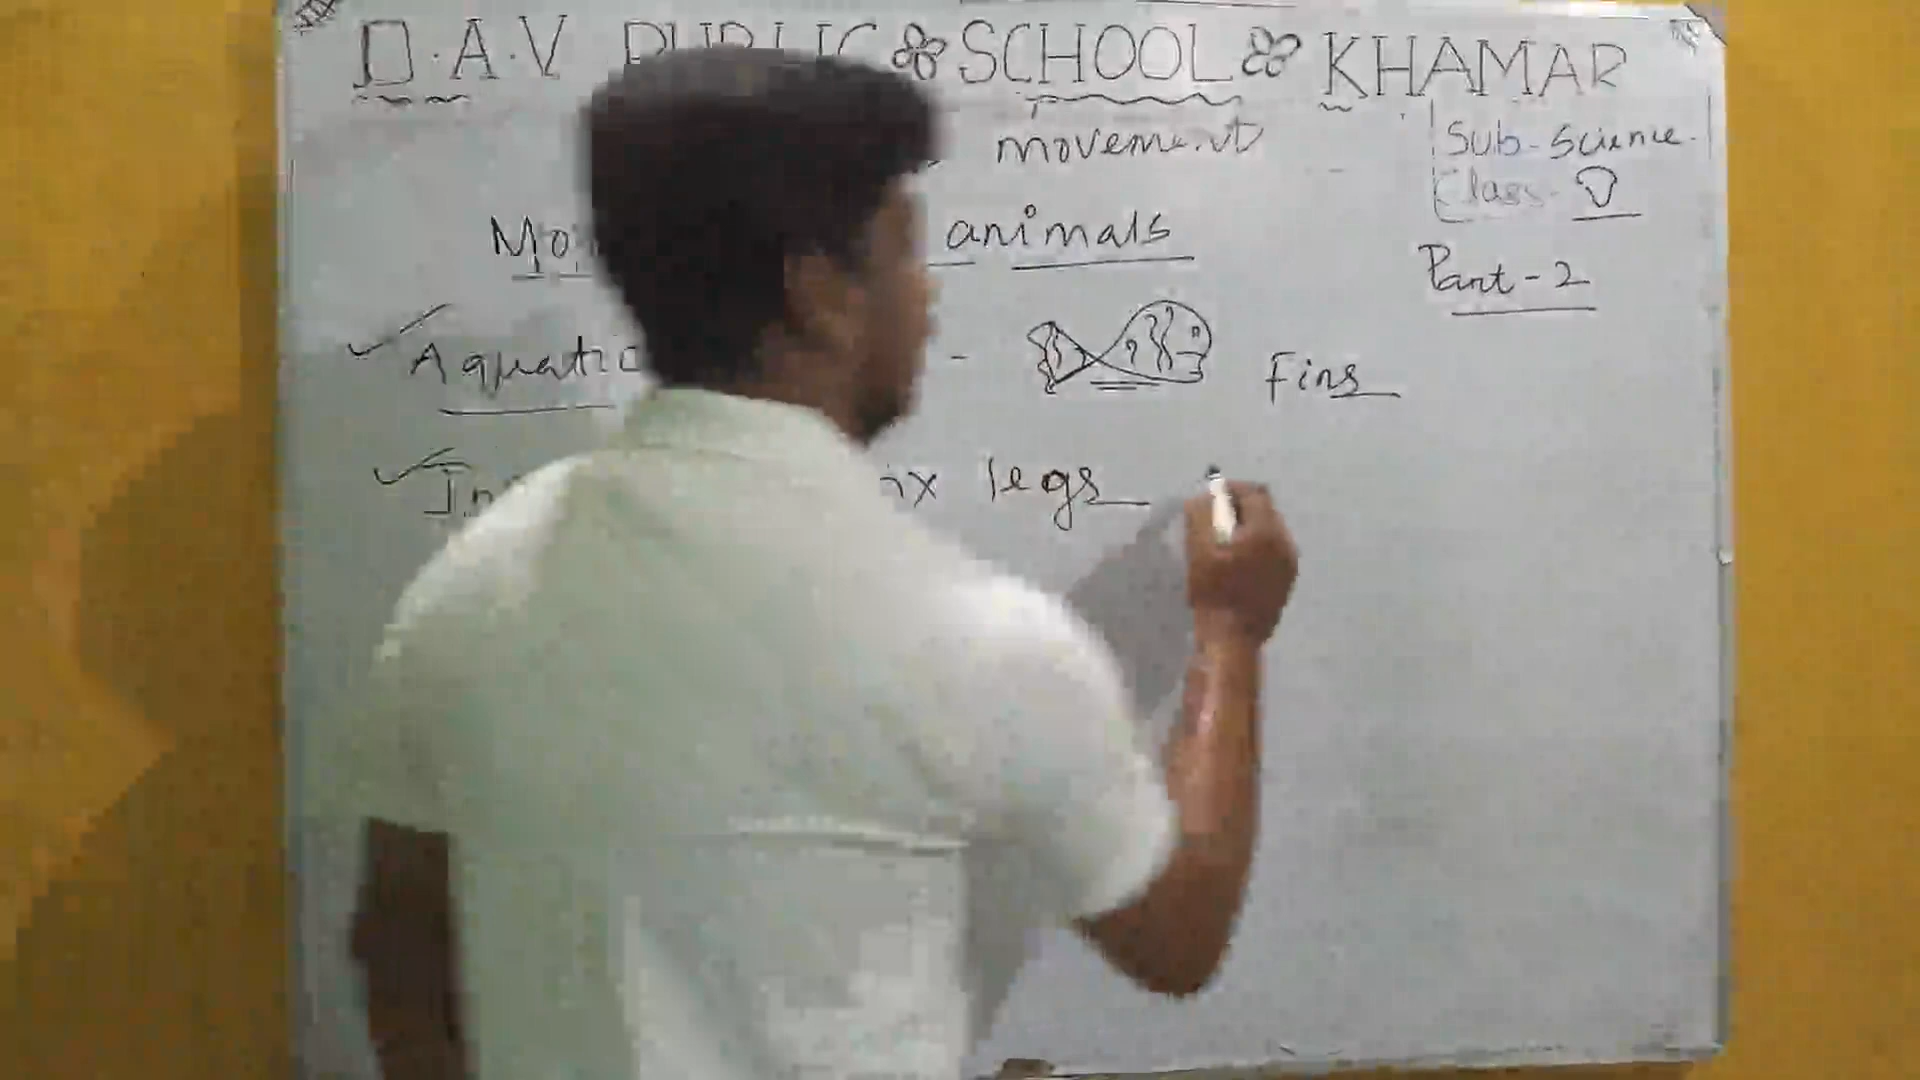 D.A.V PUBLIC SCHOOL KHAMAR
movement
Sub-Science.
Class- V
animals
Part-2
Aquatic - Fins
legs